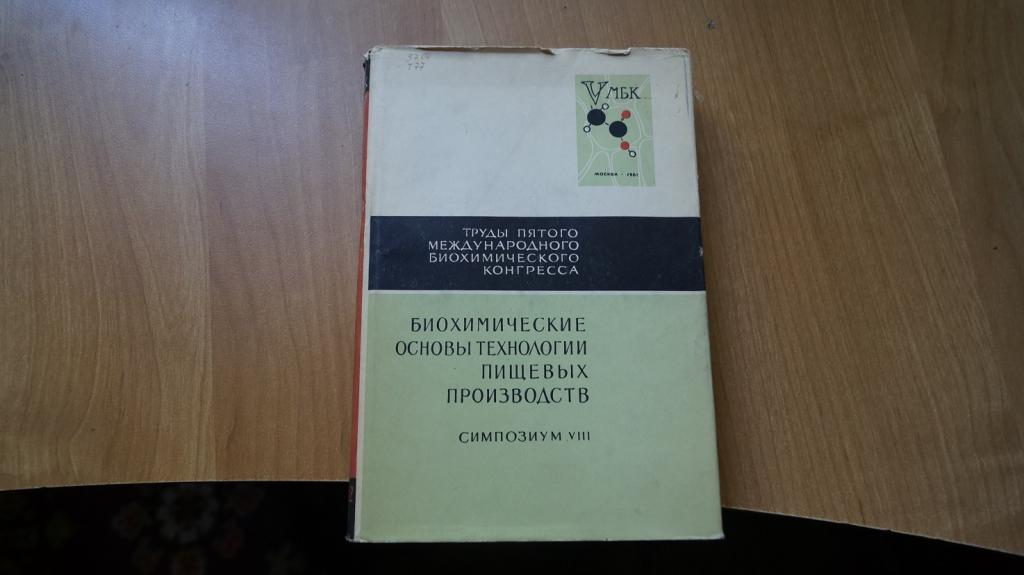 V МБК
МОСКВА · 1961
ТРУДЫ ПЯТОГО
МЕЖДУНАРОДНОГО
БИОХИМИЧЕСКОГО
КОНГРЕССА
БИОХИМИЧЕСКИЕ
ОСНОВЫ ТЕХНОЛОГИИ
ПИЩЕВЫХ
ПРОИЗВОДСТВ
СИМПОЗИУМ VIII